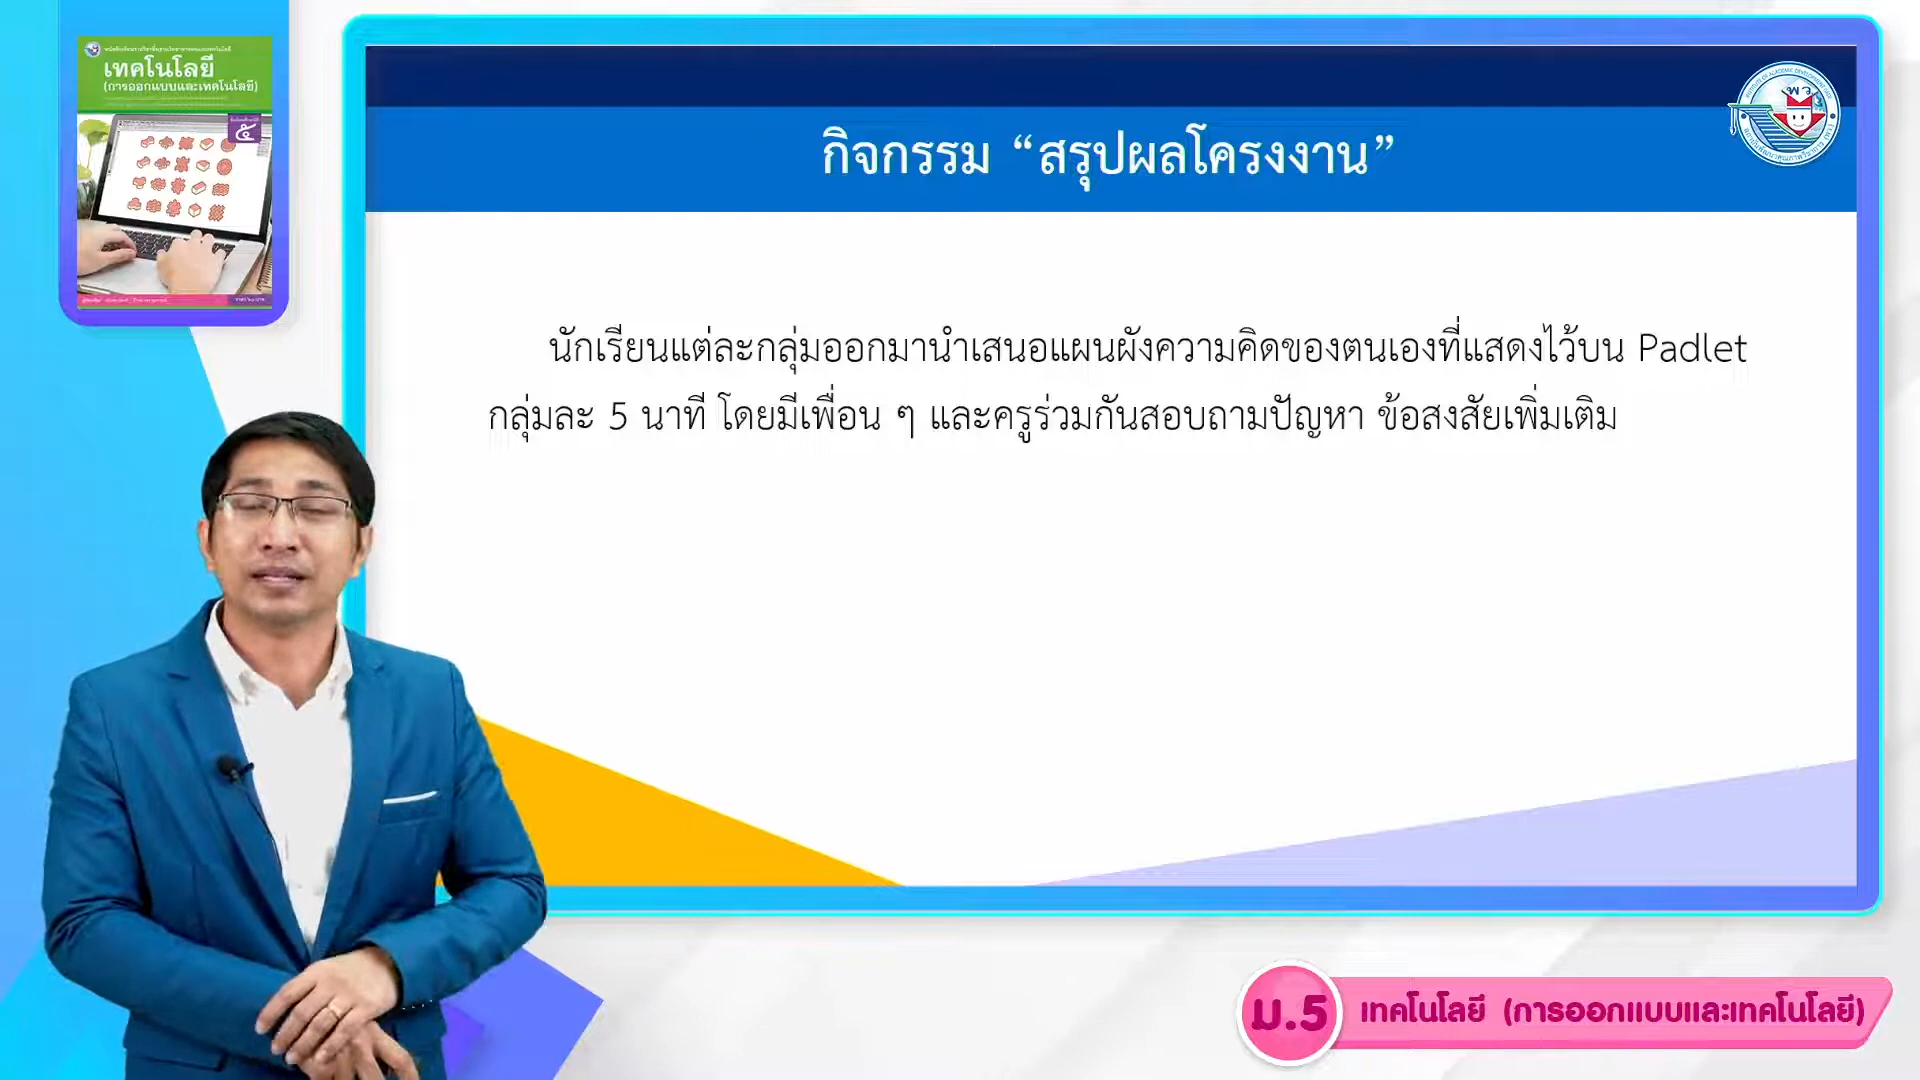 เทคโนโลยี
(การออกแบบและเทคโนโลยี)
๕
พว
กิจกรรม “สรุปผลโครงงาน”
นักเรียนแต่ละกลุ่มออกมานำเสนอแผนผังความคิดของตนเองที่แสดงไว้บน Padlet
กลุ่มละ 5 นาที โดยมีเพื่อน ๆ และครูร่วมกันสอบถามปัญหา ข้อสงสัยเพิ่มเติม
ม.5 เทคโนโลยี (การออกแบบและเทคโนโลยี)